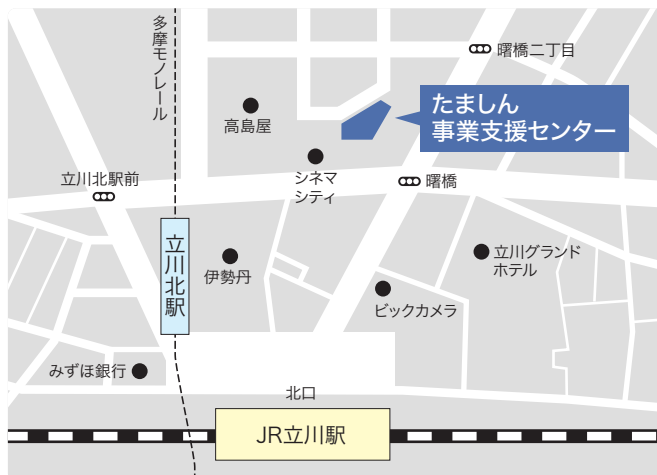 多摩モノレール
曙橋二丁目
たましん
事業支援センター
高島屋
シネマ
シティ
立川北駅前
曙橋
立川北駅
伊勢丹
立川グランド
ホテル
ビックカメラ
みずほ銀行
北口
JR立川駅